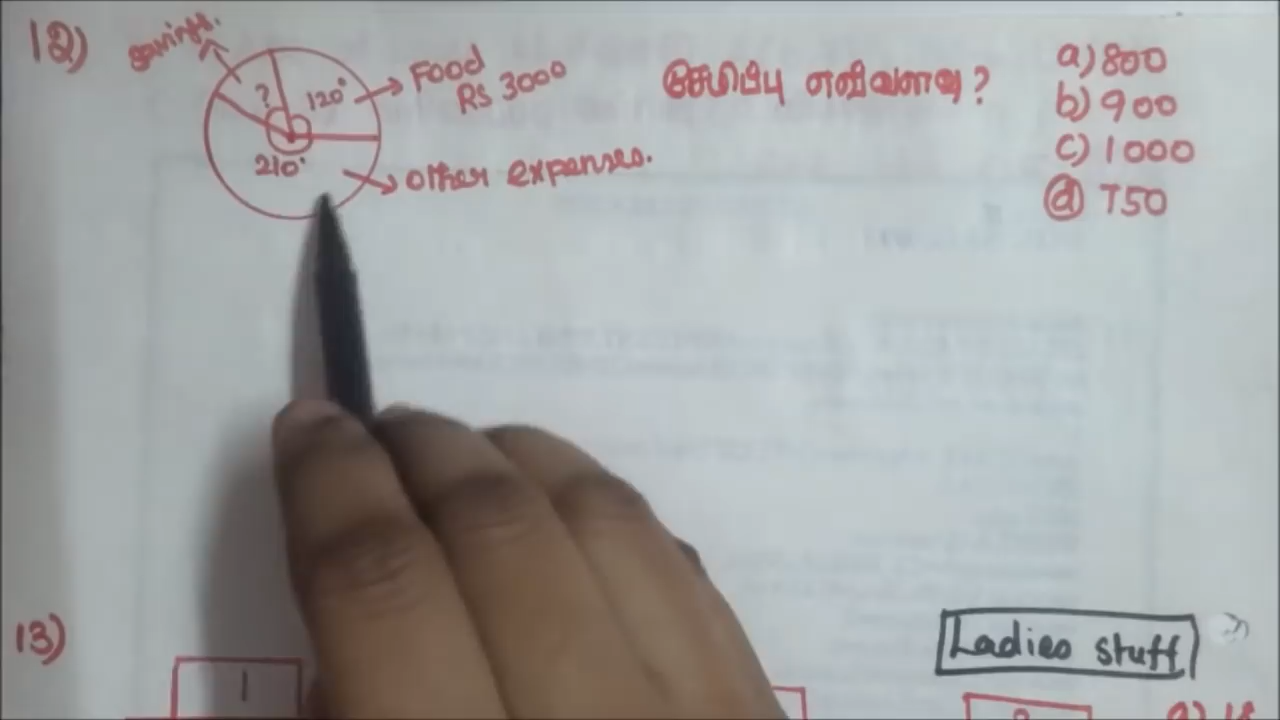 12)
savings.
?
120°
Food
RS 3000
210°
other expenses.
சேமிப்பு எவ்வளவு ?
a) 800
b) 900
c) 1000
d) 750
13)
1
Ladies stuff